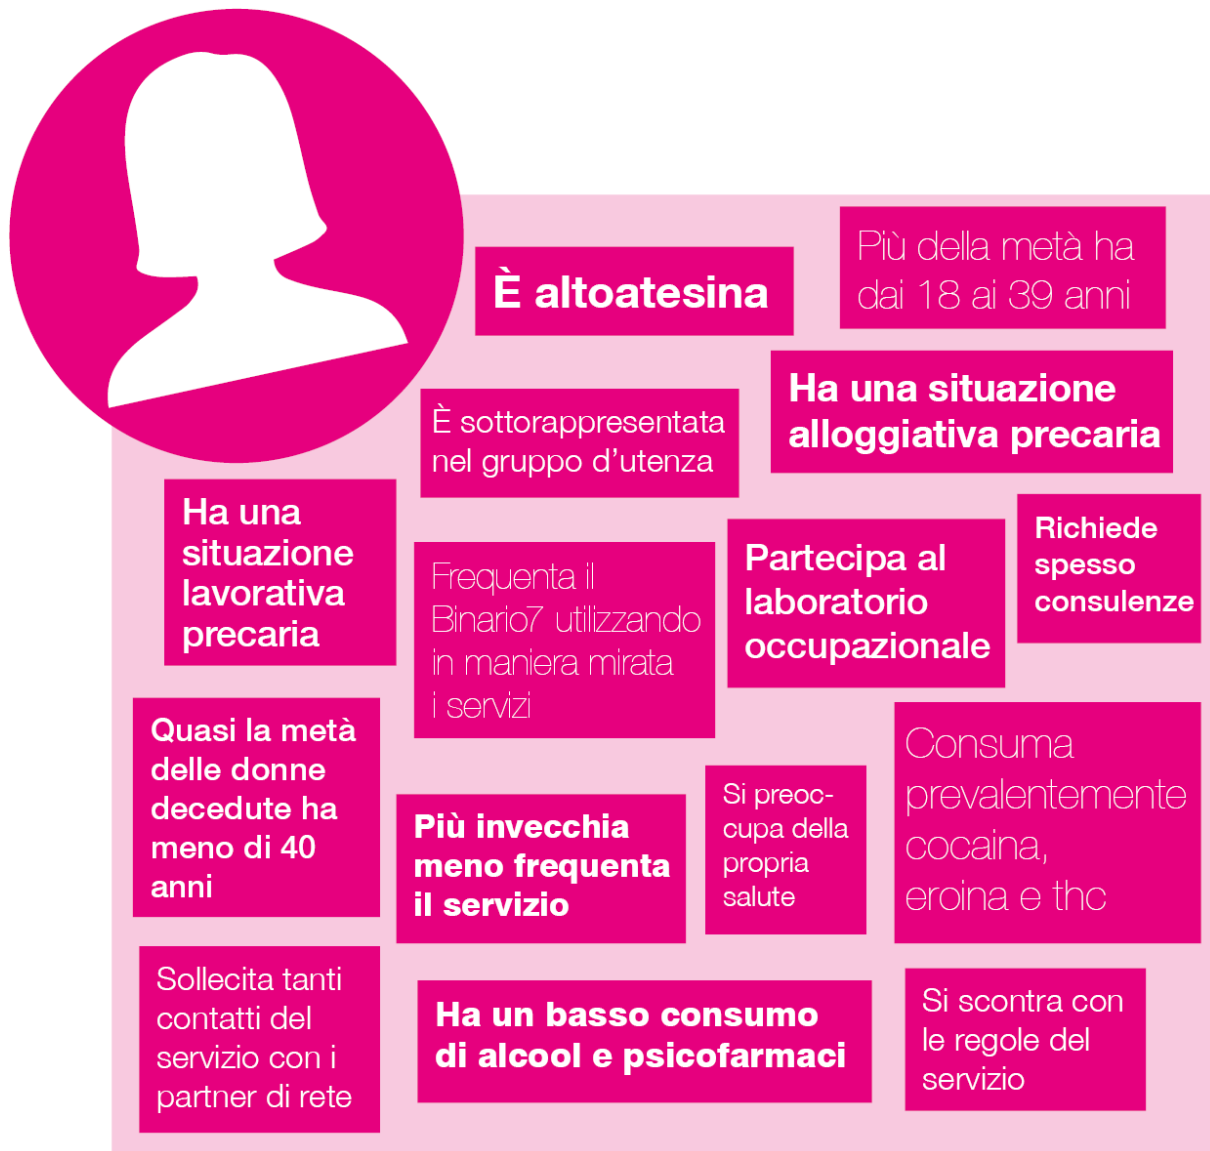 È altoatesina
Più della metà ha
dai 18 ai 39 anni
Ha una situazione
alloggiativa precaria
È sottorappresentata
nel gruppo d’utenza
Ha una
situazione
lavorativa
precaria
Frequenta il
Binario7 utilizzando
in maniera mirata
i servizi
Partecipa al
laboratorio
occupazionale
Richiede
spesso
consulenze
Quasi la metà
delle donne
decedute ha
meno di 40
anni
Più invecchia
meno frequenta
il servizio
Si preoc-
cupa della
propria
salute
Consuma
prevalentemente
cocaina,
eroina e thc
Sollecita tanti
contatti del
servizio con i
partner di rete
Ha un basso consumo
di alcool e psicofarmaci
Si scontra con
le regole del
servizio